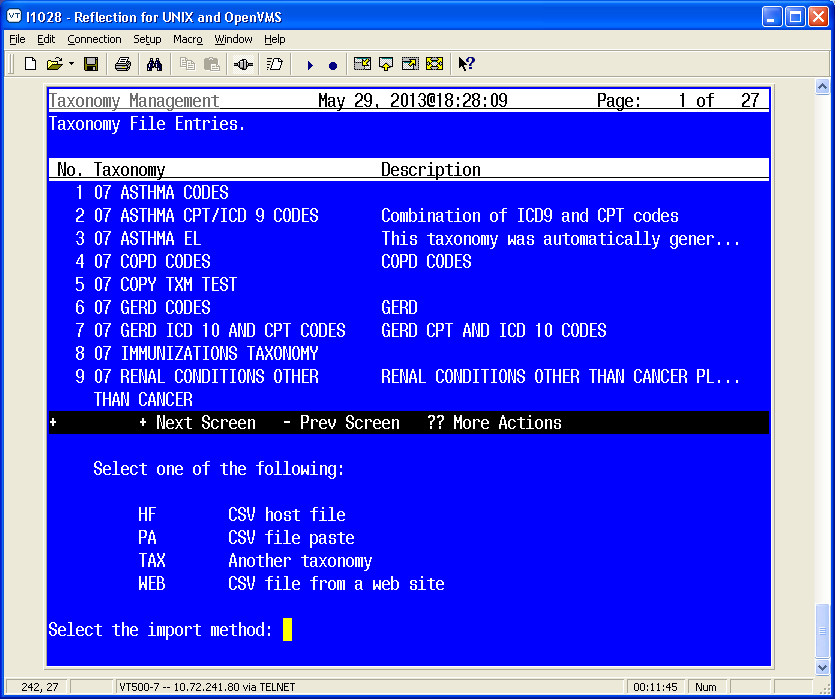 VT I1028 - Reflection for UNIX and OpenVMS
File Edit Connection Setup Macro Window Help
Taxonomy Management May 29, 2013@18:28:09 Page: 1 of 27
Taxonomy File Entries.
No. Taxonomy Description
1 07 ASTHMA CODES
2 07 ASTHMA CPT/ICD 9 CODES Combination of ICD9 and CPT codes
3 07 ASTHMA EL This taxonomy was automatically gener...
4 07 COPD CODES COPD CODES
5 07 COPY TXM TEST
6 07 GERD CODES GERD
7 07 GERD ICD 10 AND CPT CODES GERD CPT AND ICD 10 CODES
8 07 IMMUNIZATIONS TAXONOMY
9 07 RENAL CONDITIONS OTHER RENAL CONDITIONS OTHER THAN CANCER PL...
THAN CANCER
+ + Next Screen - Prev Screen ?? More Actions
Select one of the following:
HF CSV host file
PA CSV file paste
TAX Another taxonomy
WEB CSV file from a web site
Select the import method:
242, 27 VT500-7 -- 10.72.241.80 via TELNET 00:11:45 Num